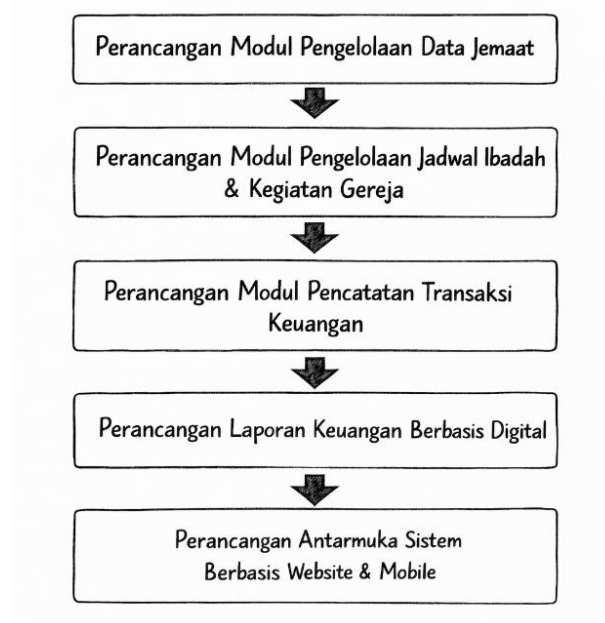 Perancangan Modul Pengelolaan Data Jemaat
Perancangan Modul Pengelolaan Jadwal Ibadah
& Kegiatan Gereja
Perancangan Modul Pencatatan Transaksi
Keuangan
Perancangan Laporan Keuangan Berbasis Digital
Perancangan Antarmuka Sistem
Berbasis Website & Mobile